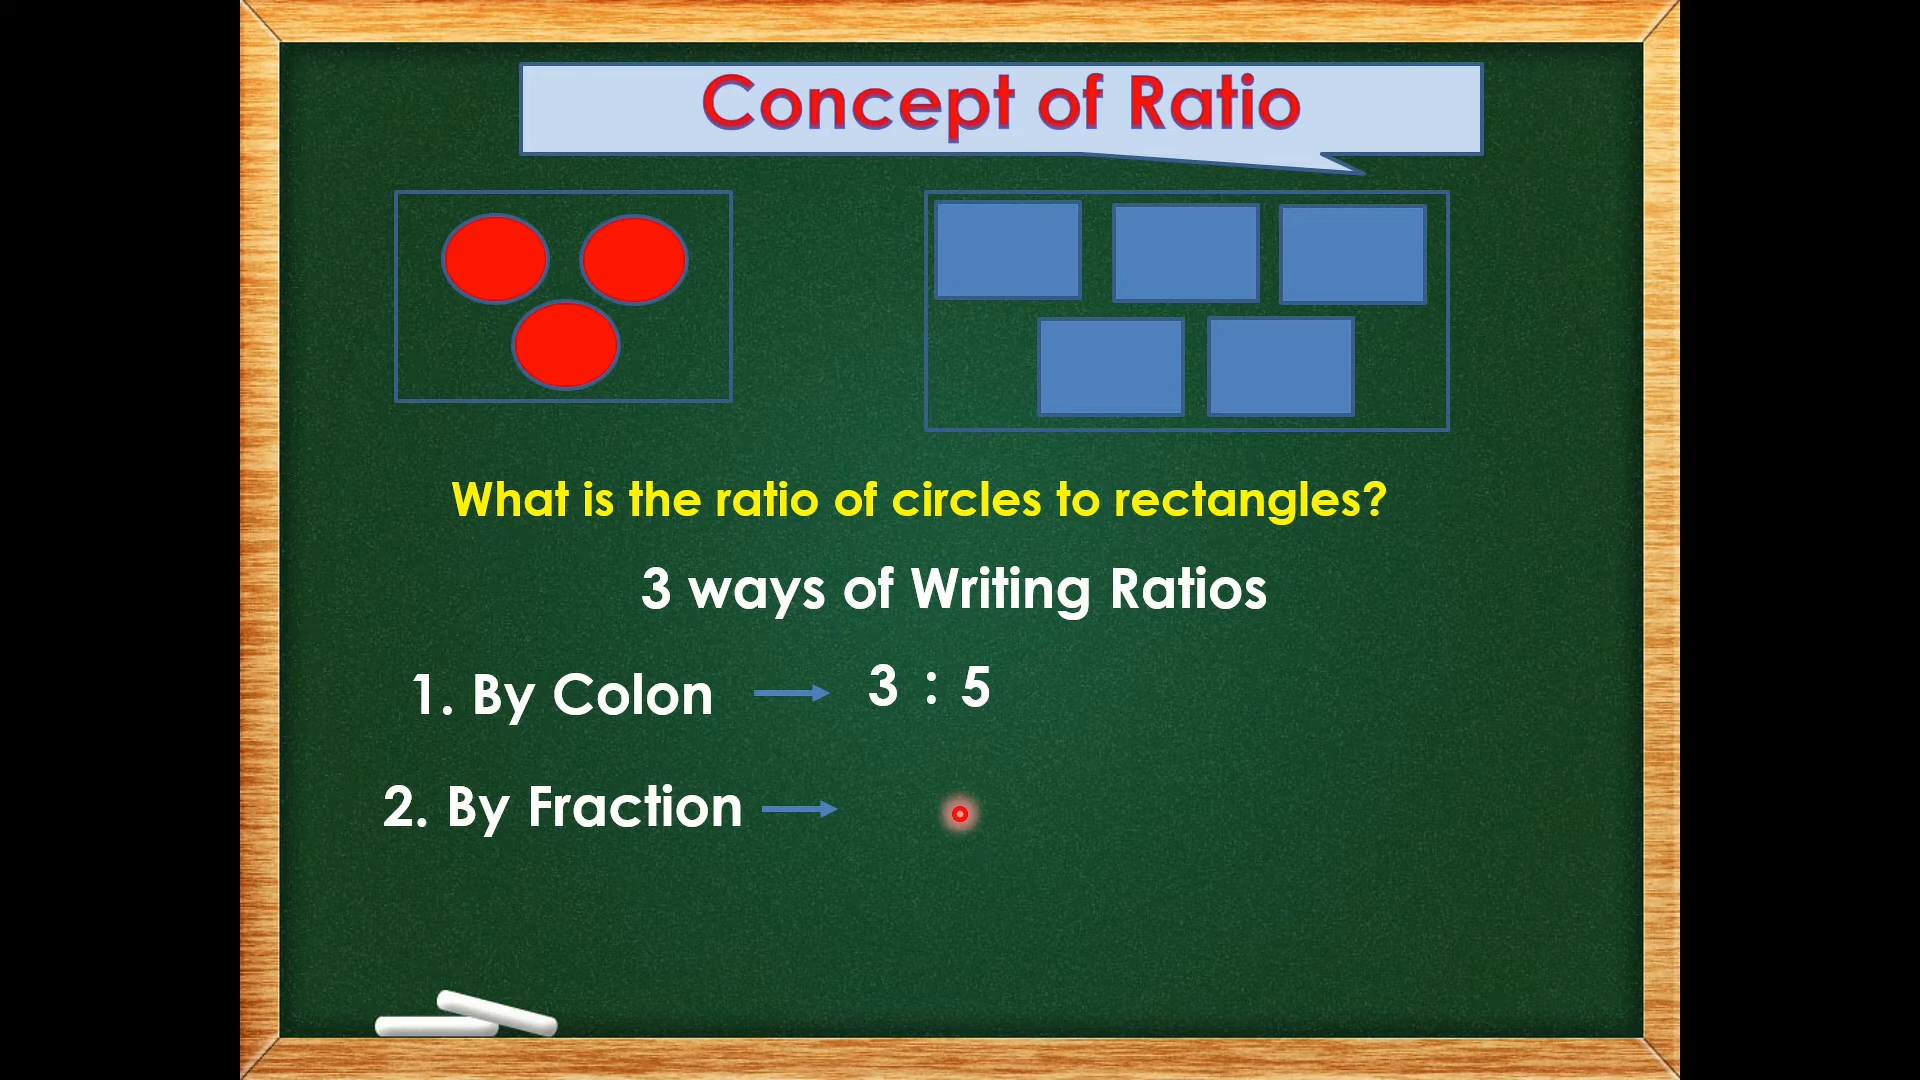 Concept of Ratio
What is the ratio of circles to rectangles?
3 ways of Writing Ratios
1. By Colon 3 : 5
2. By Fraction